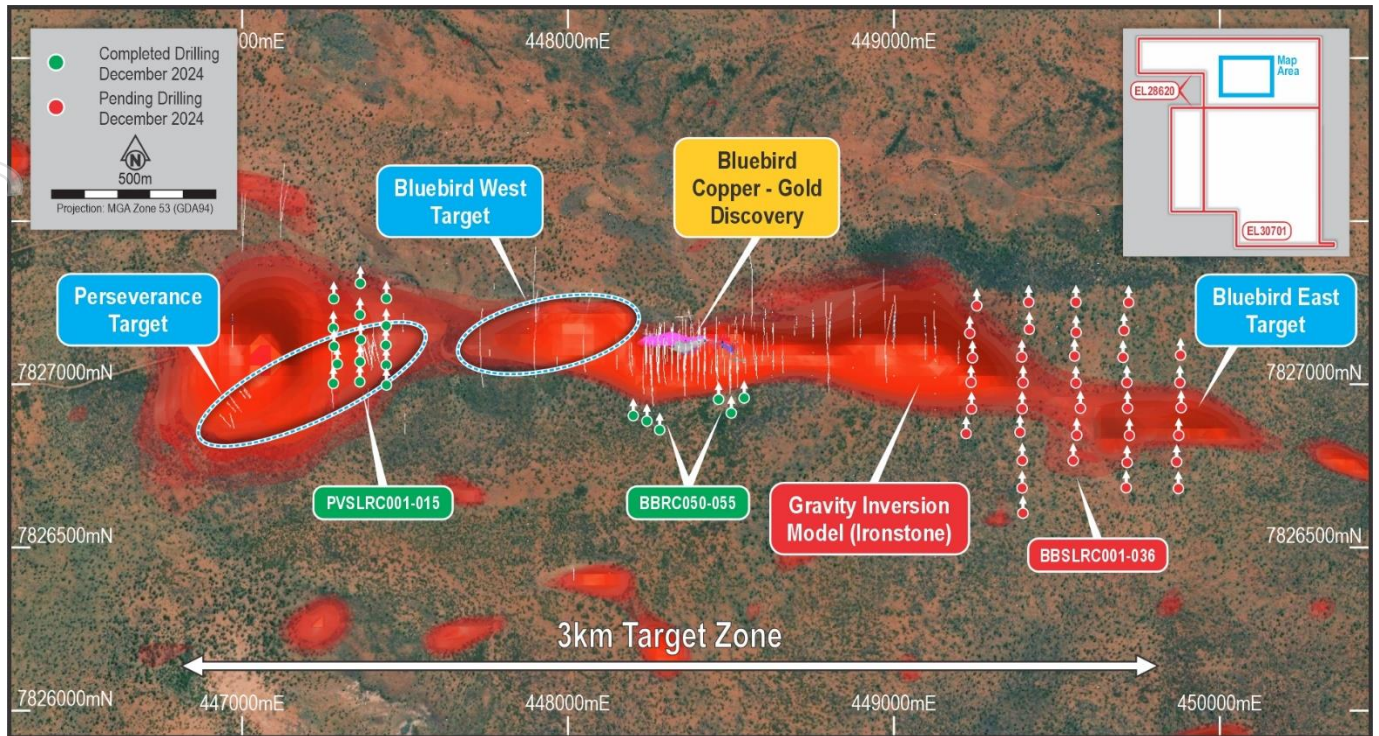 Completed Drilling
December 2024
Pending Drilling
December 2024
N
500m
Projection: MGA Zone 53 (GDA94)
000mE
448000mE
449000mE
Map
Area
EL28620
EL30701
Bluebird West
Target
Bluebird
Copper - Gold
Discovery
Perseverance
Target
Bluebird East
Target
7827000mN
7827000mN
PVSLRC001-015
BBRC050-055
Gravity Inversion
Model (Ironstone)
BBSLRC001-036
7826500mN
7826500mN
3km Target Zone
7826000mN
447000mE
448000mE
449000mE
450000mE